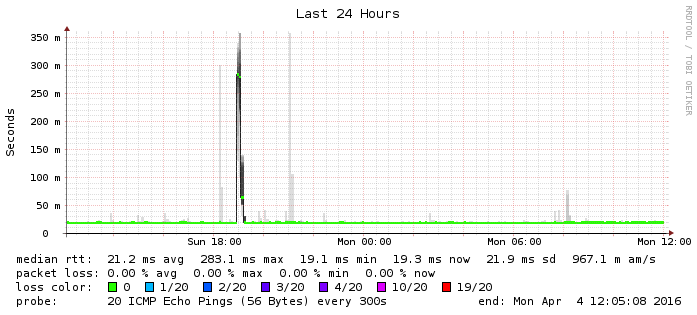 Last 24 Hours
RRDTOOL / TOBI OETIKER
Seconds
350 m
300 m
250 m
200 m
150 m
100 m
50 m
0
Sun 18:00 Mon 00:00 Mon 06:00 Mon 12:00
median rtt: 21.2 ms avg 283.1 ms max 19.1 ms min 19.3 ms now 21.9 ms sd 967.1 m am/s
packet loss: 0.00 % avg 0.00 % max 0.00 % min 0.00 % now
loss color: 0 1/20 2/20 3/20 4/20 10/20 19/20
probe: 20 ICMP Echo Pings (56 Bytes) every 300s end: Mon Apr 4 12:05:08 2016